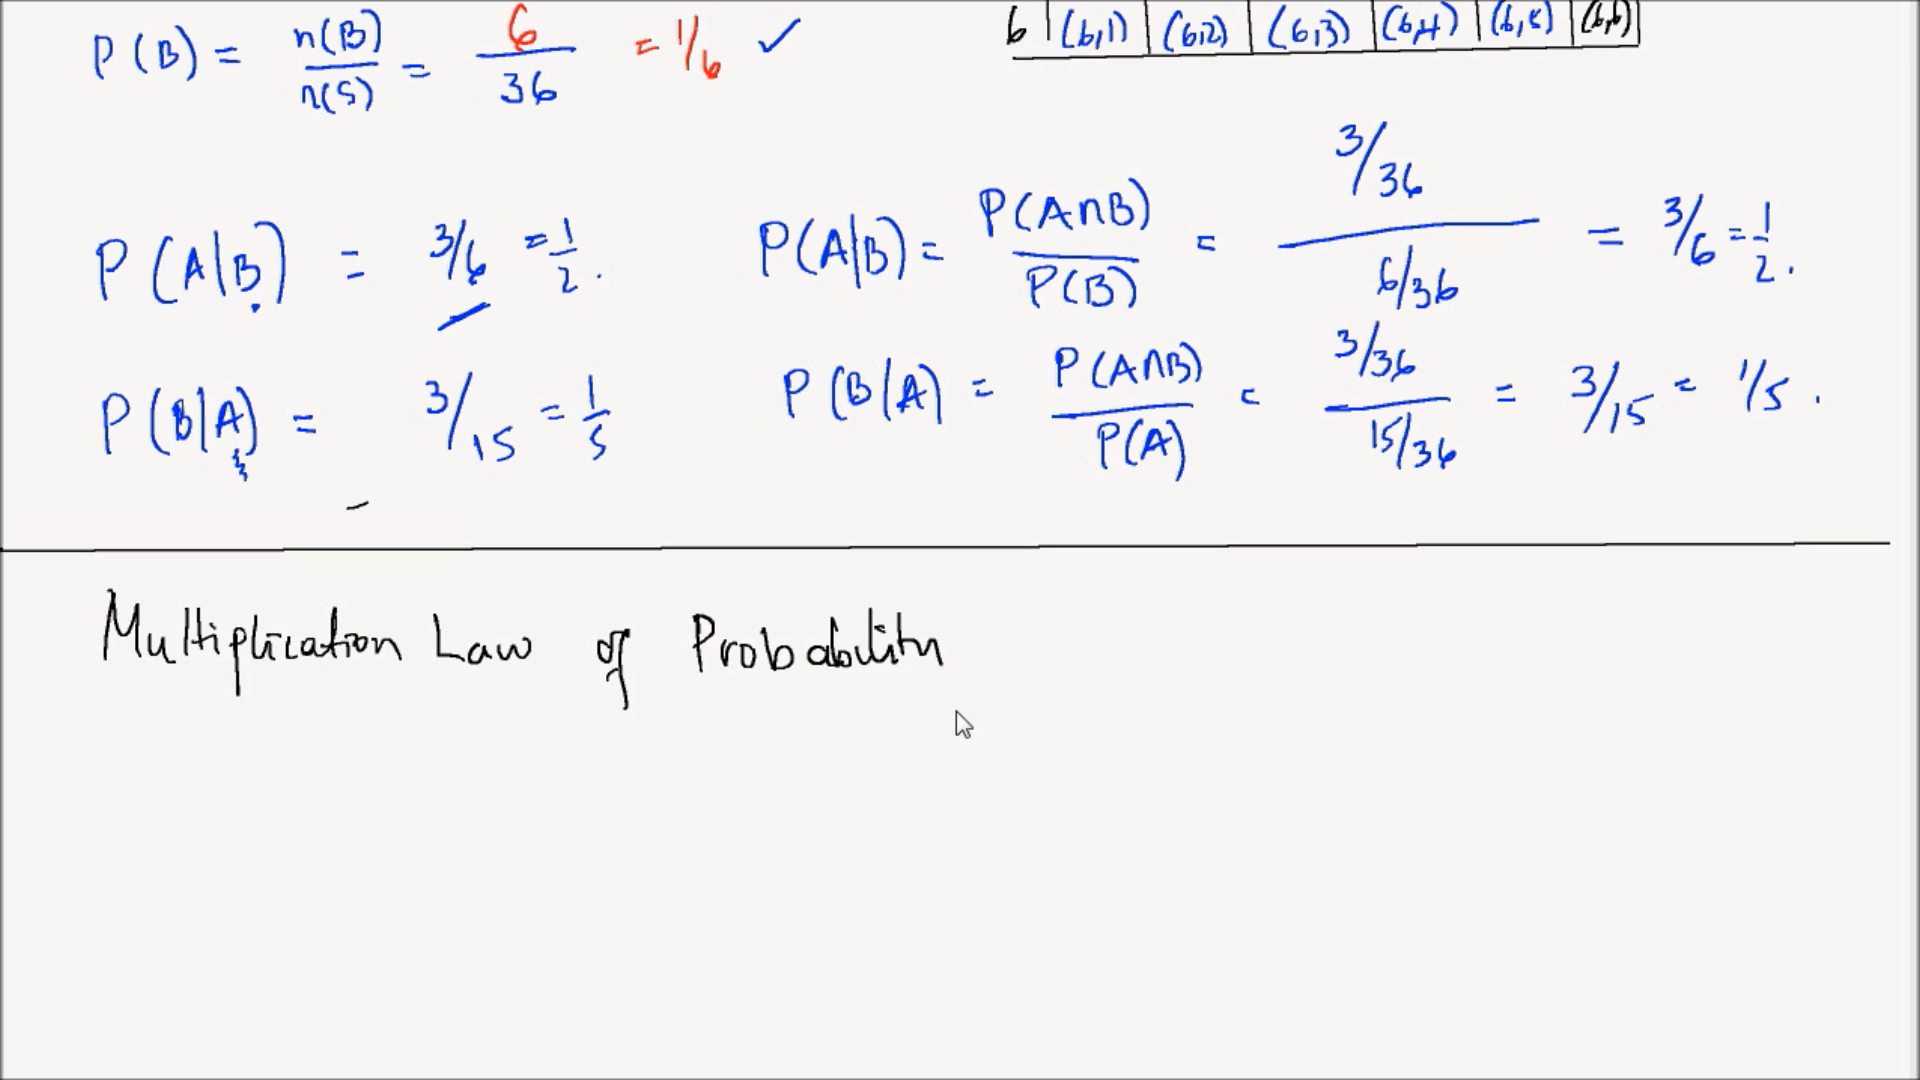 P(B) = n(B)/n(S) = 6/36 = 1/6 ✓
6 (6,1) (6,2) (6,3) (6,4) (6,5) (6,6)
P(A|B) = 3/6 = 1/2.
P(A|B) = P(A∩B)/P(B) = 3/36 / 6/36 = 3/6 = 1/2.
P(B|A) = 3/15 = 1/5
P(B|A) = P(A∩B)/P(A) = 3/36 / 15/36 = 3/15 = 1/5.
Multiplication Law of Probability